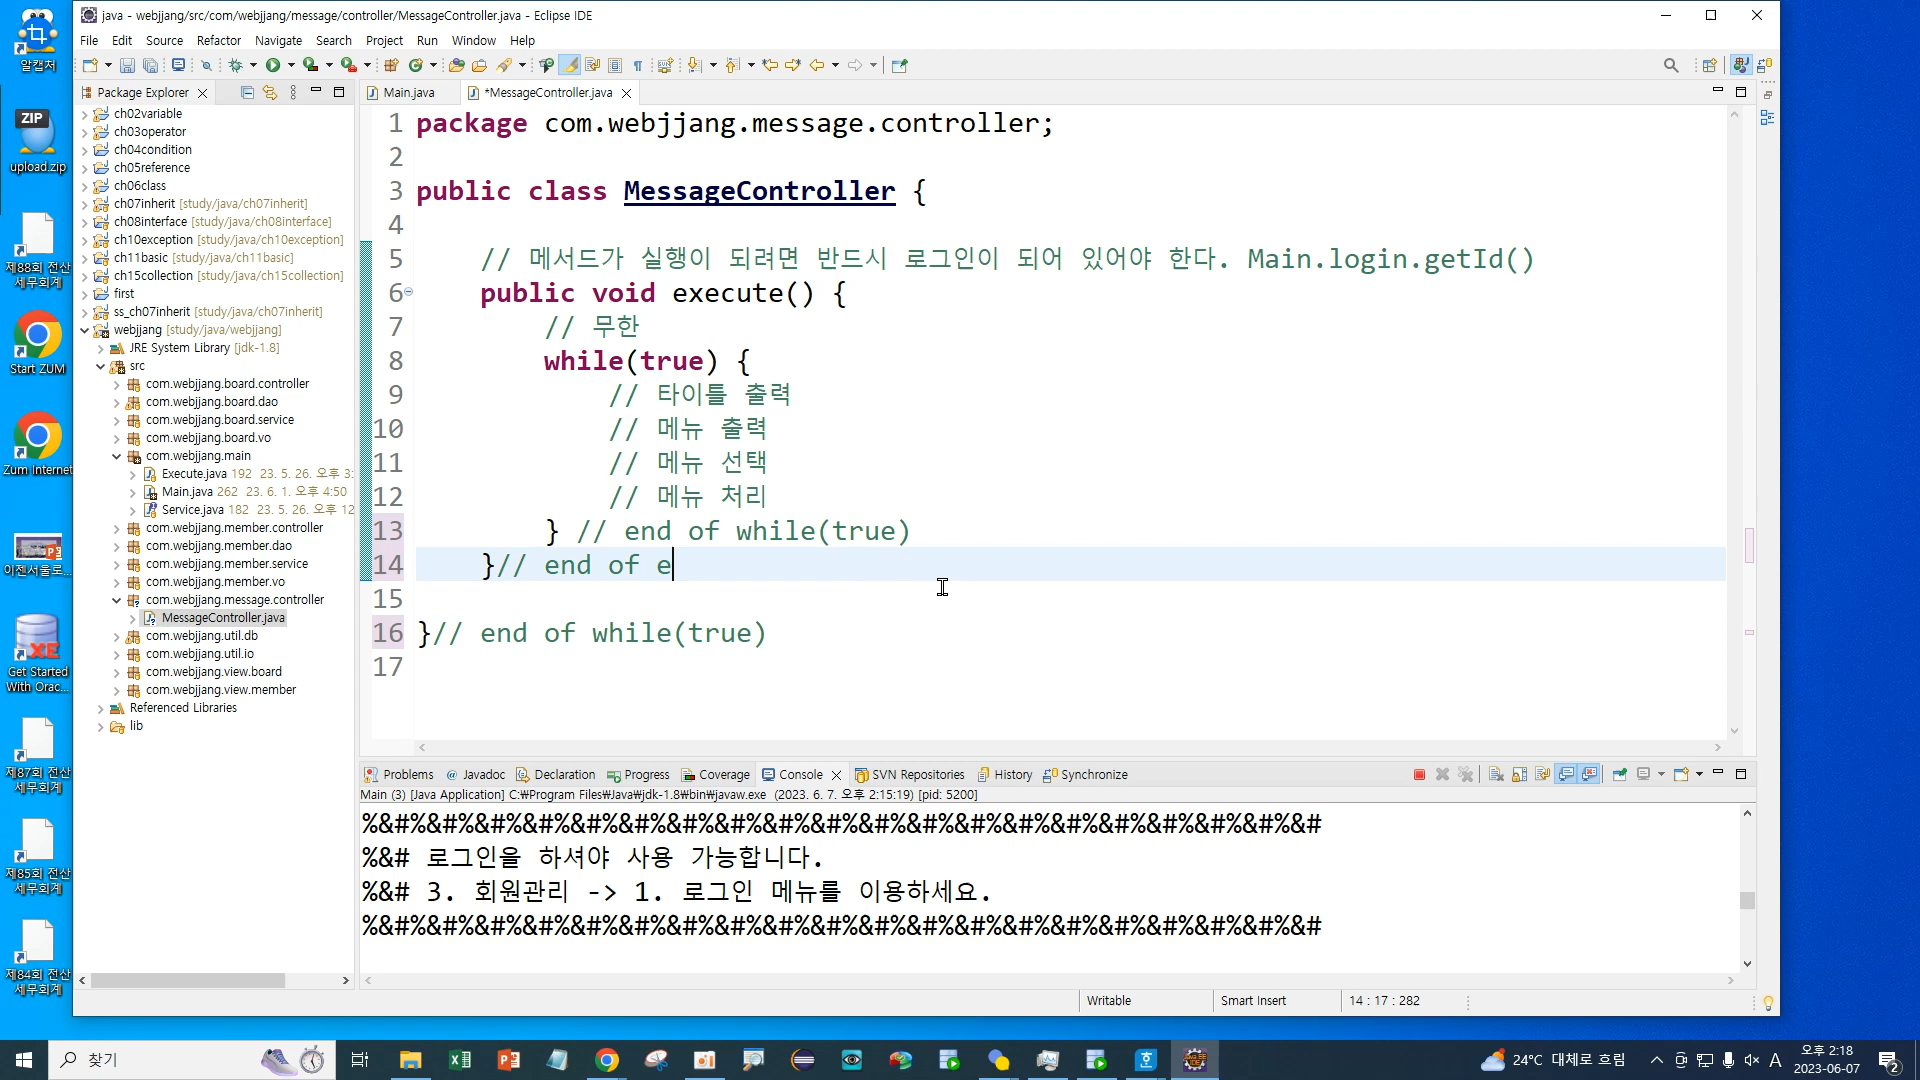 java - webjjang/src/com/webjjang/message/controller/MessageController.java - Eclipse IDE
File Edit Source Refactor Navigate Search Project Run Window Help
Package Explorer
ch02variable
ch03operator
ch04condition
ch05reference
ch06class
ch07inherit [study/java/ch07inherit]
ch08interface [study/java/ch08interface]
ch10exception [study/java/ch10exception]
ch11basic [study/java/ch11basic]
ch15collection [study/java/ch15collection]
first
ss_ch07inherit [study/java/ch07inherit]
webjjang [study/java/webjjang]
JRE System Library [jdk-1.8]
src
com.webjjang.board.controller
com.webjjang.board.dao
com.webjjang.board.service
com.webjjang.board.vo
com.webjjang.main
Execute.java 192 23. 5. 26. 오후 3:
Main.java 262 23. 6. 1. 오후 4:50
Service.java 182 23. 5. 26. 오후 12
com.webjjang.member.controller
com.webjjang.member.dao
com.webjjang.member.service
com.webjjang.member.vo
com.webjjang.message.controller
MessageController.java
com.webjjang.util.db
com.webjjang.util.io
com.webjjang.view.board
com.webjjang.view.member
Referenced Libraries
lib
Main.java *MessageController.java
1 package com.webjjang.message.controller;
2
3 public class MessageController {
4
5 // 메서드가 실행이 되려면 반드시 로그인이 되어 있어야 한다. Main.login.getId()
6 public void execute() {
7 // 무한
8 while(true) {
9 // 타이틀 출력
10 // 메뉴 출력
11 // 메뉴 선택
12 // 메뉴 처리
13 } // end of while(true)
14 }// end of e
15
16 }// end of while(true)
17
Problems @ Javadoc Declaration Progress Coverage Console SVN Repositories History Synchronize
Main (3) [Java Application] C:₩Program Files₩Java₩jdk-1.8₩bin₩javaw.exe (2023. 6. 7. 오후 2:15:19) [pid: 5200]
%&#%&#%&#%&#%&#%&#%&#%&#%&#%&#%&#%&#%&#%&#%&#%&#%&#%&#%&#%&#
%&# 로그인을 하셔야 사용 가능합니다.
%&# 3. 회원관리 -> 1. 로그인 메뉴를 이용하세요.
%&#%&#%&#%&#%&#%&#%&#%&#%&#%&#%&#%&#%&#%&#%&#%&#%&#%&#%&#%&#
Writable Smart Insert 14 : 17 : 282
알캡처
ZIP
upload.zip
제88회 전산
세무회계
Start ZUM
Zum Internet
이젠서울로...
XE
Get Started
With Orac...
제87회 전산
세무회계
제85회 전산
세무회계
제84회 전산
세무회계
찾기
24°C 대체로 흐림
A
오후 2:18
2023-06-07
2